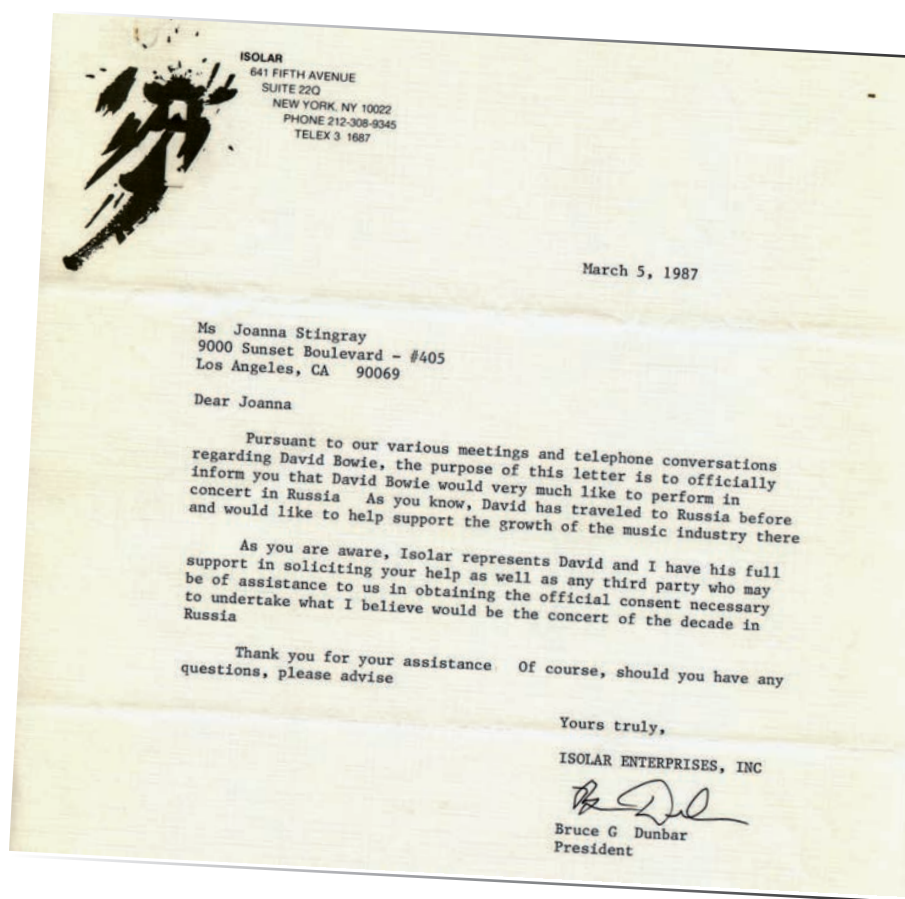 ISOLAR
641 FIFTH AVENUE
SUITE 22Q
NEW YORK, NY 10022
PHONE 212-308-9345
TELEX 3 1687
March 5, 1987
Ms Joanna Stingray
9000 Sunset Boulevard - #405
Los Angeles, CA 90069
Dear Joanna
Pursuant to our various meetings and telephone conversations
regarding David Bowie, the purpose of this letter is to officially
inform you that David Bowie would very much like to perform in
concert in Russia As you know, David has traveled to Russia before
and would like to help support the growth of the music industry there
As you are aware, Isolar represents David and I have his full
support in soliciting your help as well as any third party who may
be of assistance to us in obtaining the official consent necessary
to undertake what I believe would be the concert of the decade in
Russia
Thank you for your assistance Of course, should you have any
questions, please advise
Yours truly,
ISOLAR ENTERPRISES, INC
Bruce G Dunbar
President